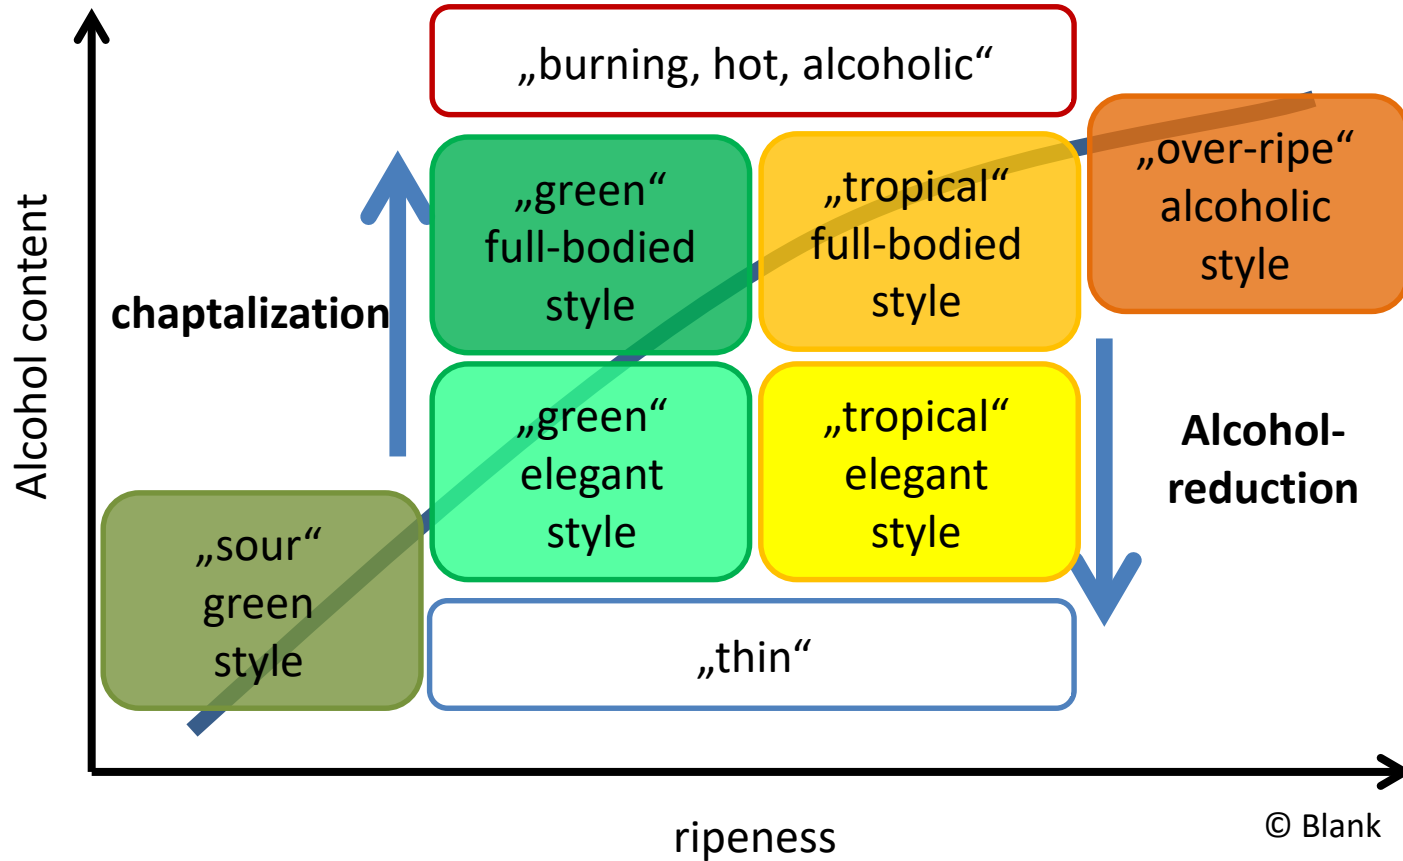 „burning, hot, alcoholic“
„green“
full-bodied
style
„tropical“
full-bodied
style
„over-ripe“
alcoholic
style
Alcohol content
chaptalization
„green“
elegant
style
„tropical“
elegant
style
Alcohol-
reduction
„sour“
green
style
„thin“
ripeness
© Blank